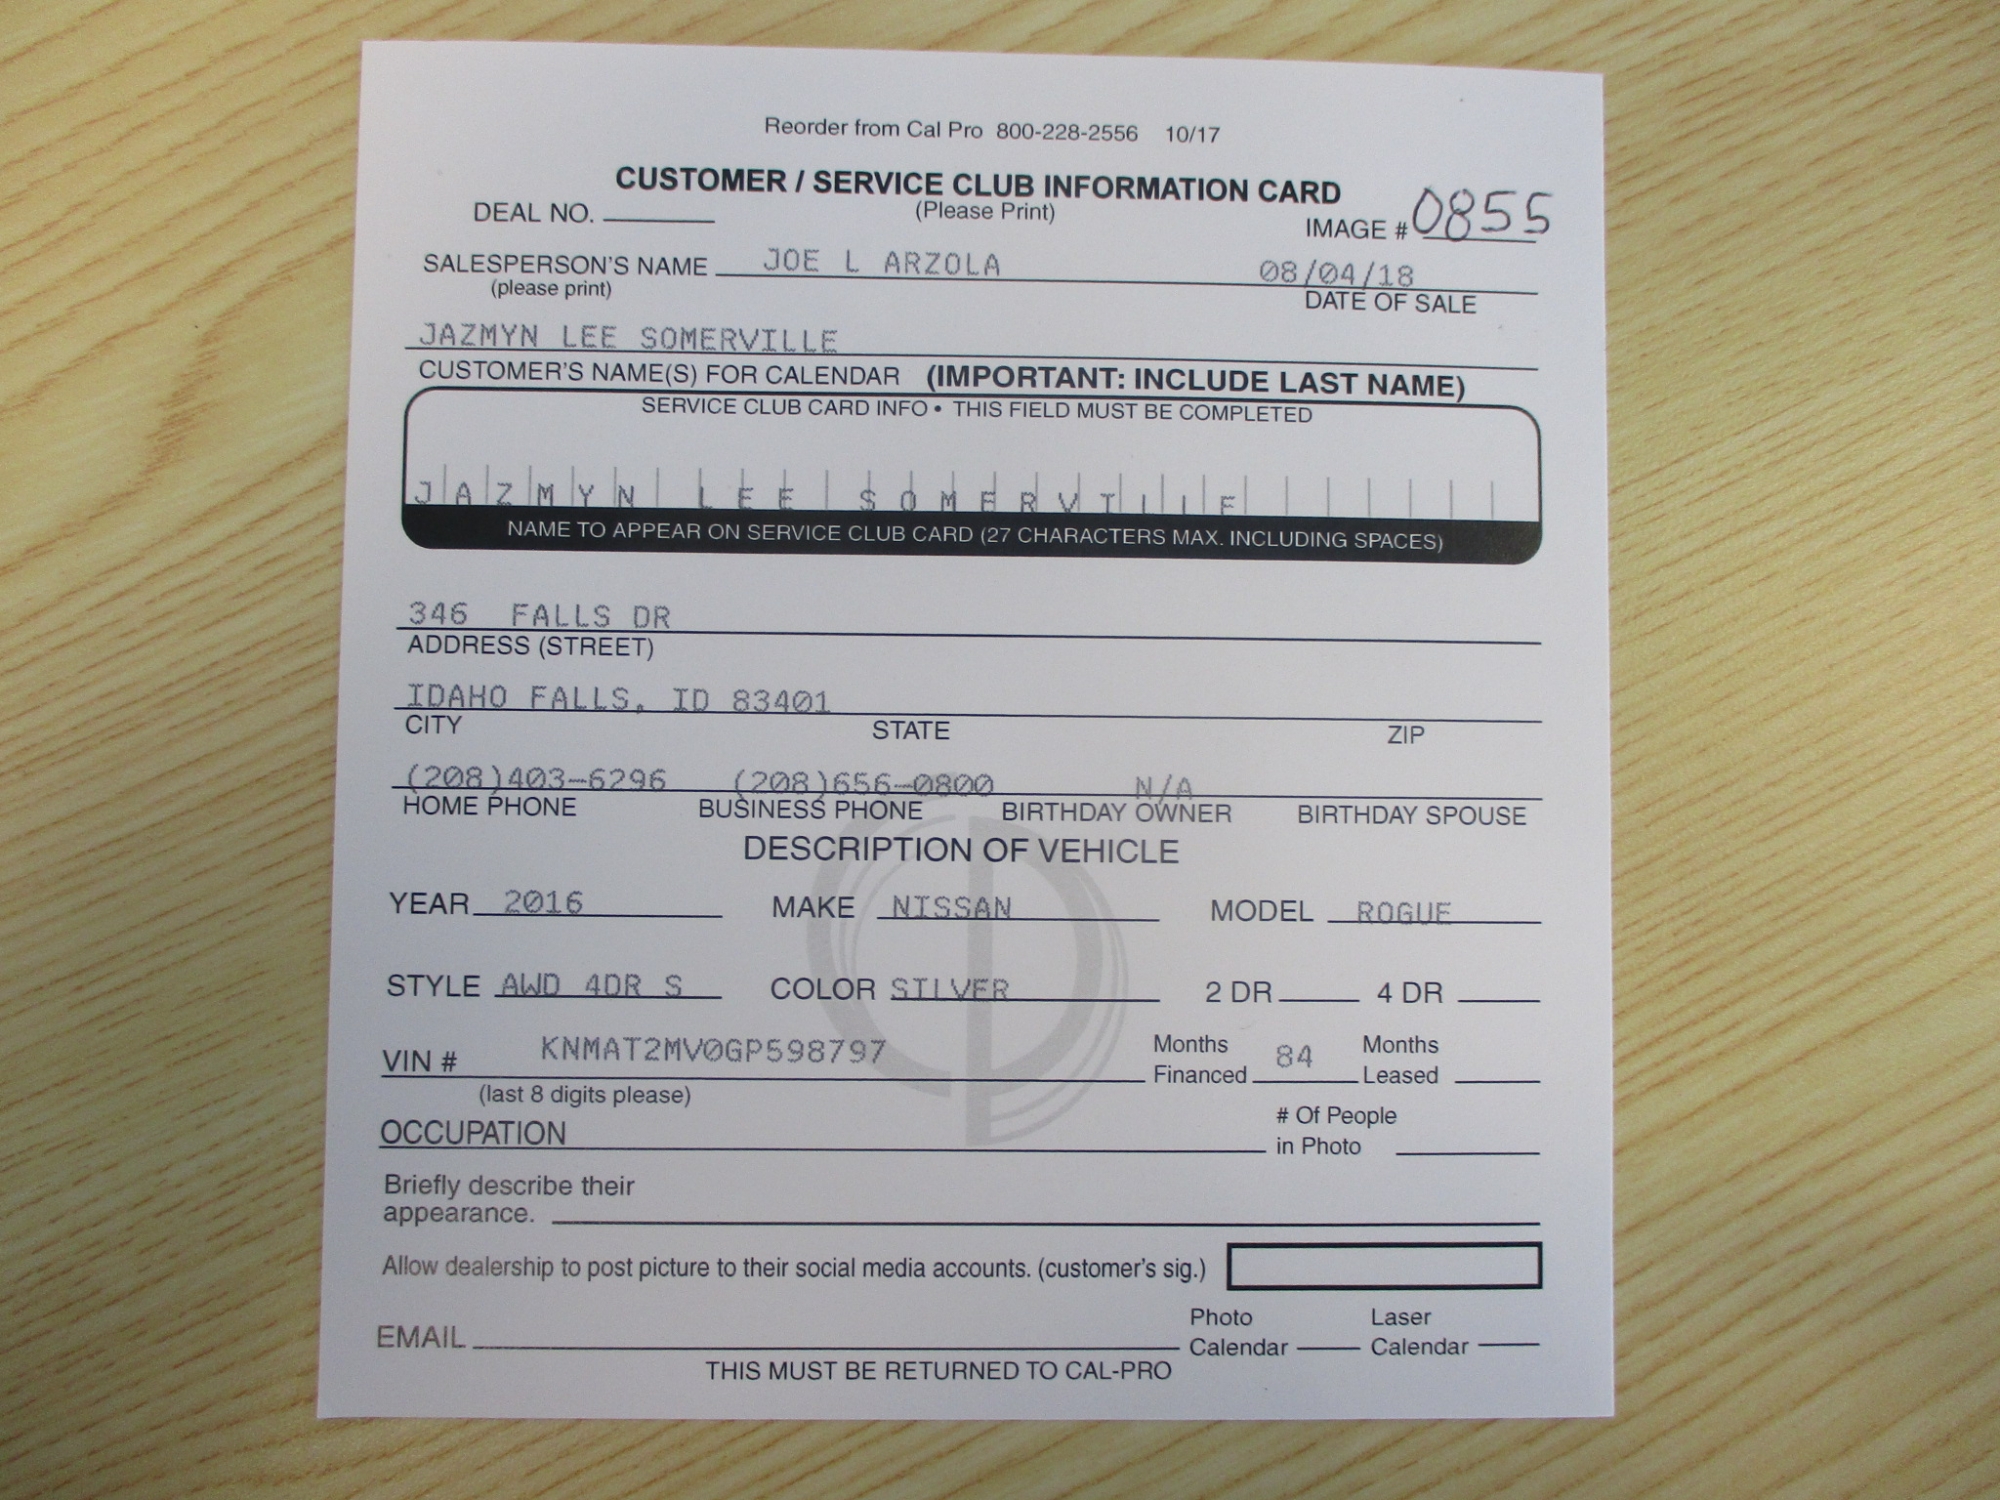 Reorder from Cal Pro 800-228-2556 10/17
CUSTOMER / SERVICE CLUB INFORMATION CARD
DEAL NO. (Please Print) IMAGE # 0855
SALESPERSON'S NAME JOE L ARZOLA 08/04/18
(please print) DATE OF SALE
JAZMYN LEE SOMERVILLE
CUSTOMER'S NAME(S) FOR CALENDAR (IMPORTANT: INCLUDE LAST NAME)
SERVICE CLUB CARD INFO • THIS FIELD MUST BE COMPLETED
JAZMYN LEE SOMERVILLE
NAME TO APPEAR ON SERVICE CLUB CARD (27 CHARACTERS MAX. INCLUDING SPACES)
346 FALLS DR
ADDRESS (STREET)
IDAHO FALLS, ID 83401
CITY STATE ZIP
(208)403-6296 (208)656-0800 N/A
HOME PHONE BUSINESS PHONE BIRTHDAY OWNER BIRTHDAY SPOUSE
DESCRIPTION OF VEHICLE
YEAR 2016 MAKE NISSAN MODEL ROGUE
STYLE AWD 4DR S COLOR SILVER 2 DR 4 DR
VIN # KNMAT2MV0GP598797 Months Financed 84 Months Leased
(last 8 digits please)
OCCUPATION # Of People in Photo
Briefly describe their
appearance.
Allow dealership to post picture to their social media accounts. (customer's sig.)
EMAIL Photo Calendar Laser Calendar
THIS MUST BE RETURNED TO CAL-PRO